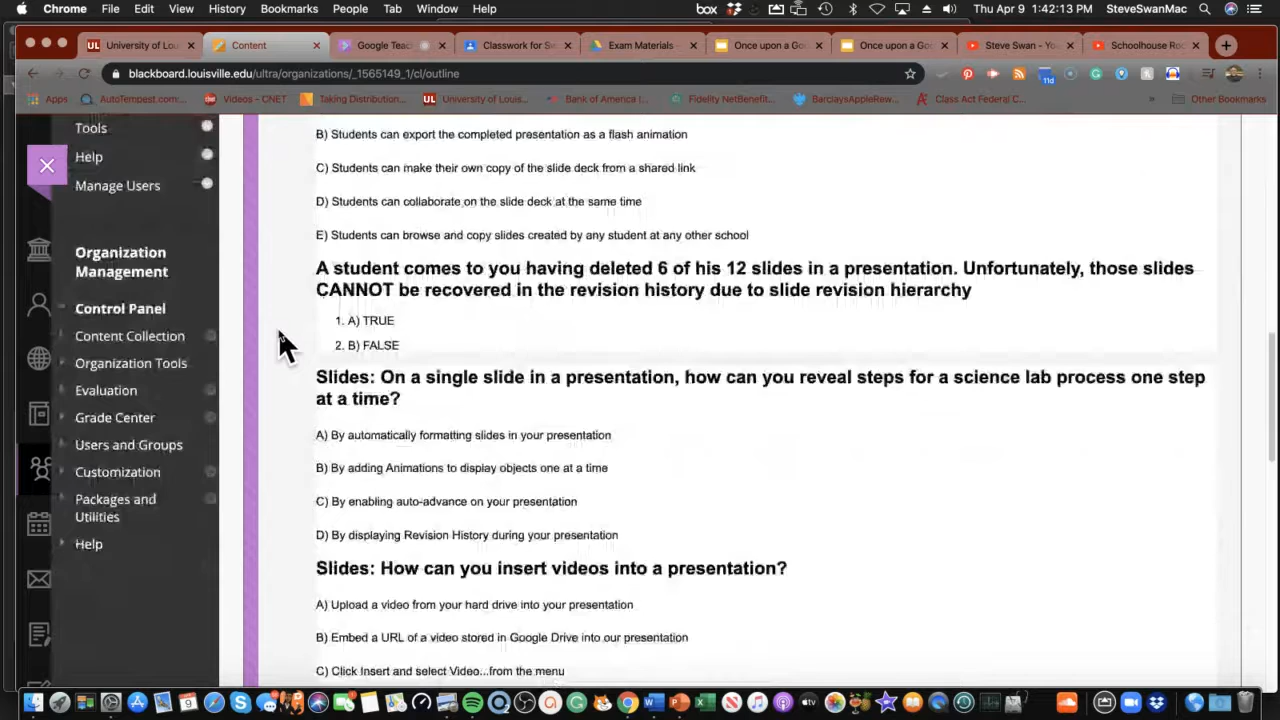 Chrome File Edit View History Bookmarks People Tab Window Help box Thu Apr 9 1:42:13 PM SteveSwanMac
University of Lou Content Google Teac Classwork for Sw Exam Materials - Once upon a Goo Once upon a Goo Steve Swan - Yo Schoolhouse Roc
blackboard.louisville.edu/ultra/organizations/_1565149_1/cl/outline 11d
Apps AutoTempest.com:... Videos - CNET Taking Distribution... University of Louis... Bank of America I... Fidelity NetBenefit... BarclaysAppleRew... Class Act Federal C... » Other Bookmarks
Tools
Help
Manage Users
Organization
Management
Control Panel
Content Collection
Organization Tools
Evaluation
Grade Center
Users and Groups
Customization
Packages and
Utilities
Help
B) Students can export the completed presentation as a flash animation
C) Students can make their own copy of the slide deck from a shared link
D) Students can collaborate on the slide deck at the same time
E) Students can browse and copy slides created by any student at any other school
A student comes to you having deleted 6 of his 12 slides in a presentation. Unfortunately, those slides
CANNOT be recovered in the revision history due to slide revision hierarchy
1. A) TRUE
2. B) FALSE
Slides: On a single slide in a presentation, how can you reveal steps for a science lab process one step
at a time?
A) By automatically formatting slides in your presentation
B) By adding Animations to display objects one at a time
C) By enabling auto-advance on your presentation
D) By displaying Revision History during your presentation
Slides: How can you insert videos into a presentation?
A) Upload a video from your hard drive into your presentation
B) Embed a URL of a video stored in Google Drive into our presentation
C) Click Insert and select Video...from the menu